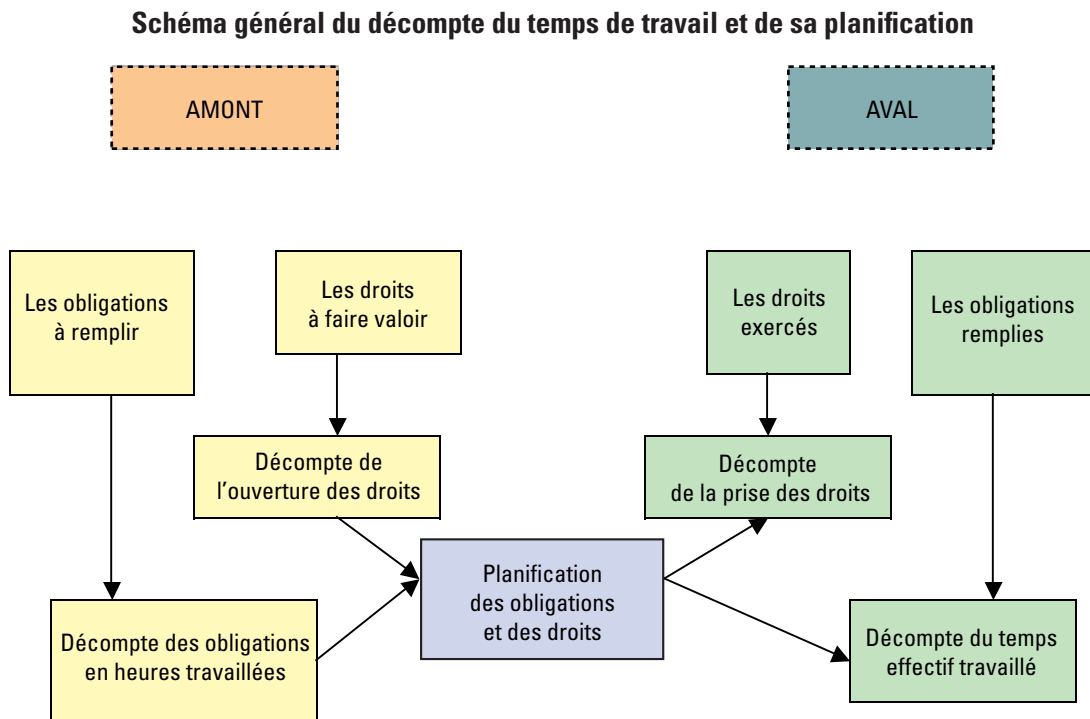 Schéma général du décompte du temps de travail et de sa planification
AMONT
AVAL
Les obligations
à remplir
Les droits
à faire valoir
Les droits
exercés
Les obligations
remplies
Décompte de
l'ouverture des droits
Décompte
de la prise des droits
Planification
des obligations
et des droits
Décompte des obligations
en heures travaillées
Décompte du temps
effectif travaillé